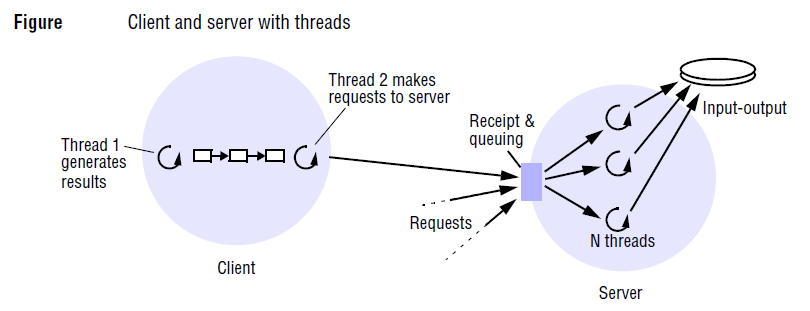 Figure Client and server with threads
Thread 2 makes
requests to server
Thread 1
generates
results
Receipt &
queuing
Input-output
Requests
N threads
Client
Server